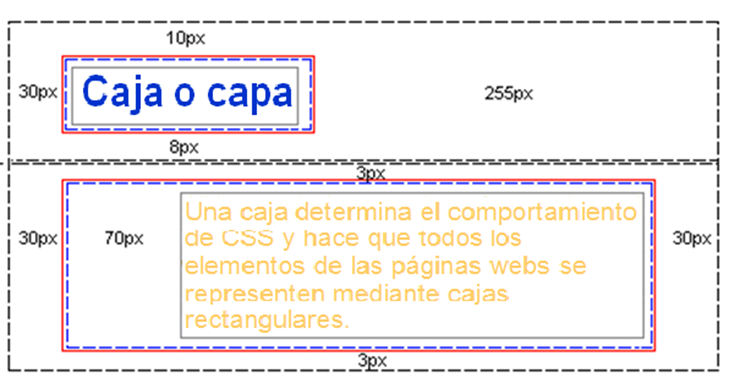 10px
30px
Caja o capa
255px
8px
3px
30px
70px
Una caja determina el comportamiento
de CSS y hace que todos los
elementos de las páginas webs se
representen mediante cajas
rectangulares.
30px
3px